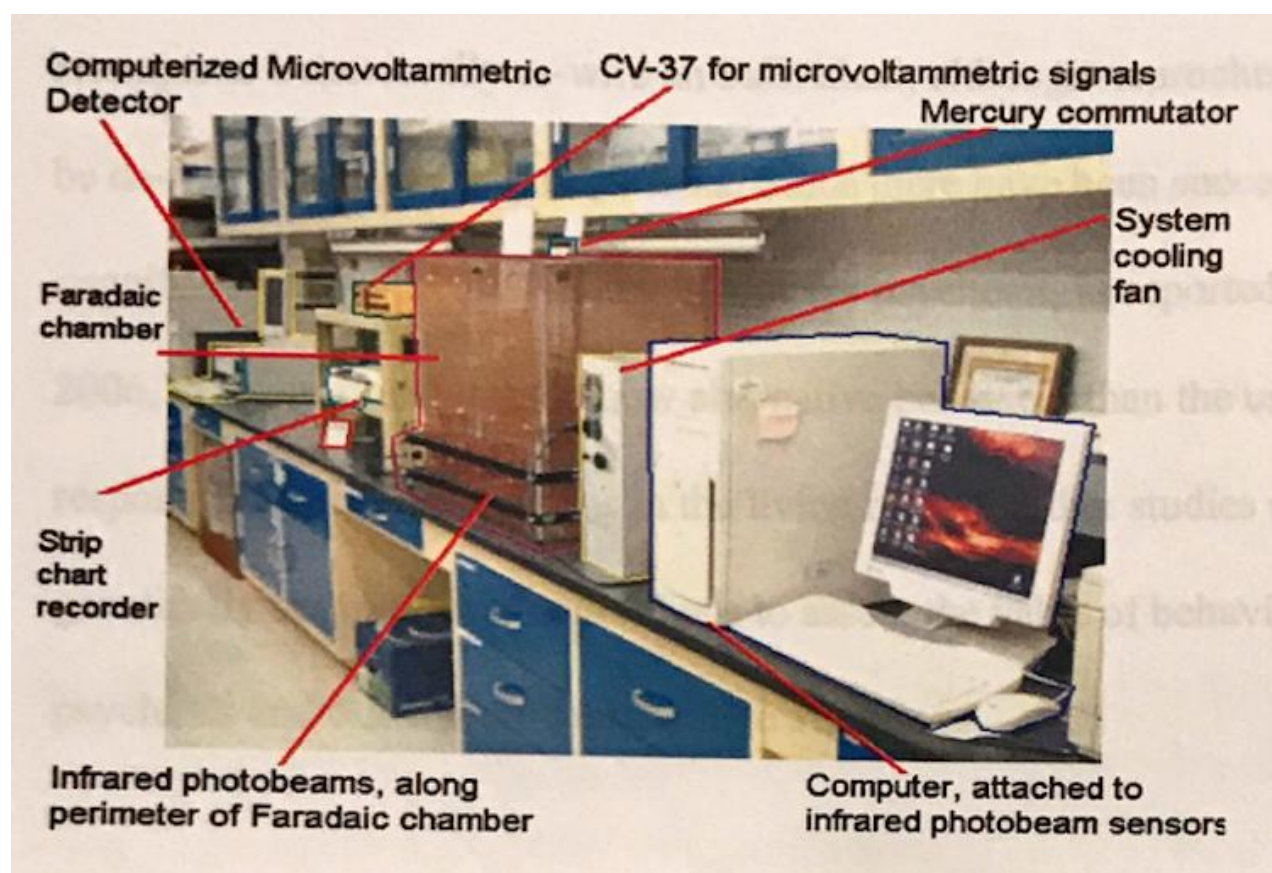 Computerized Microvoltammetric
Detector
CV-37 for microvoltammetric signals
Mercury commutator
System
cooling
fan
Faradaic
chamber
Strip
chart
recorder
Infrared photobeams, along
perimeter of Faradaic chamber
Computer, attached to
infrared photobeam sensors